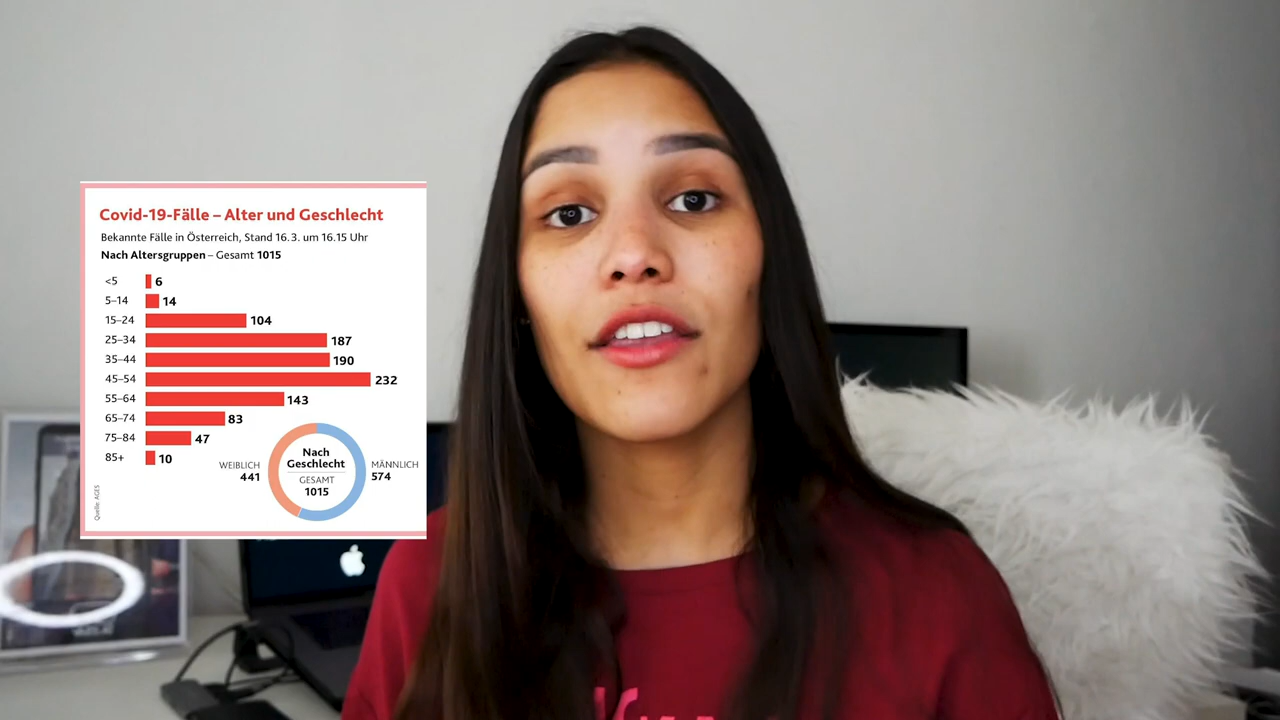 Covid-19-Fälle – Alter und Geschlecht
Bekannte Fälle in Österreich, Stand 16.3. um 16.15 Uhr
Nach Altersgruppen – Gesamt 1015
<5 6
5–14 14
15–24 104
25–34 187
35–44 190
45–54 232
55–64 143
65–74 83
75–84 47
85+ 10
Nach
Geschlecht
GESAMT
1015
WEIBLICH
441
MÄNNLICH
574
Quelle: AGES